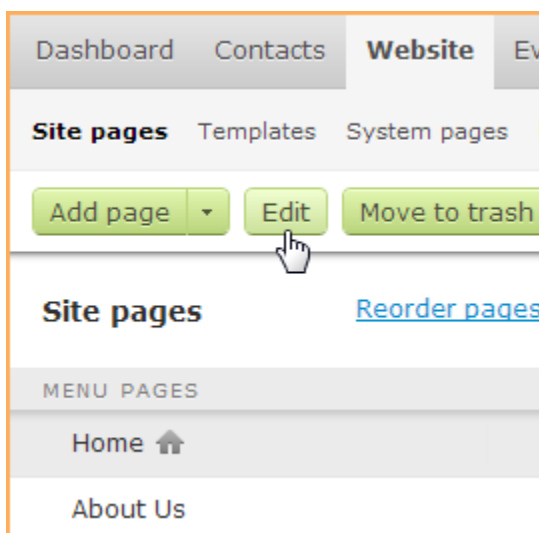 Dashboard Contacts Website
Site pages Templates System pages
Add page Edit Move to trash
Site pages Reorder pages
MENU PAGES
Home
About Us